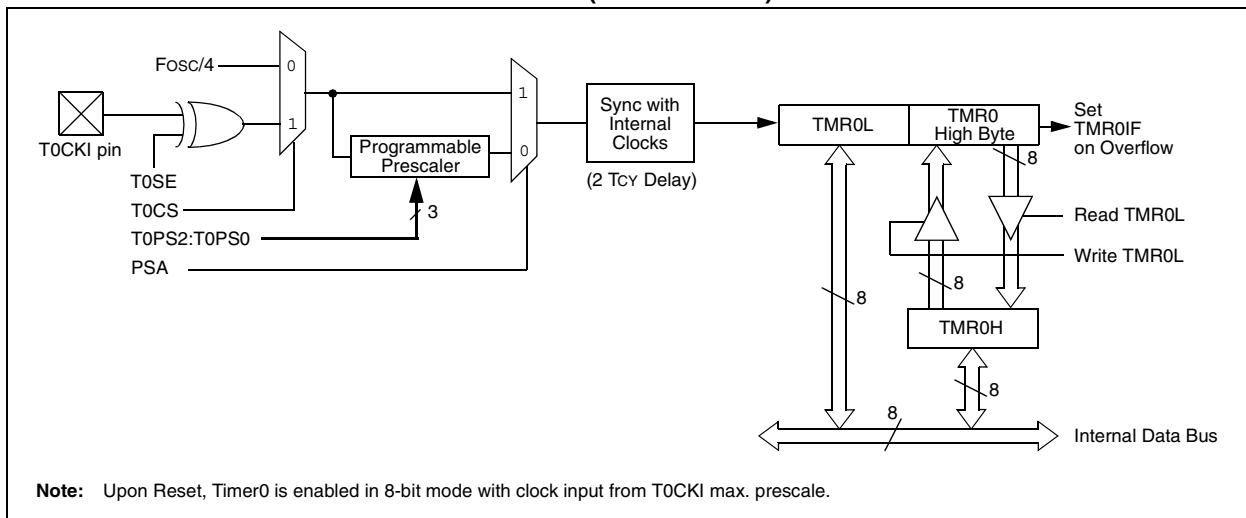 Fosc/4
0
1
T0CKI pin
T0SE
T0CS
T0PS2:T0PS0
PSA
Programmable
Prescaler
3
1
0
Sync with
Internal
Clocks
(2 TCY Delay)
TMR0L
TMR0
High Byte
Set
TMR0IF
on Overflow
8
Read TMR0L
Write TMR0L
8
8
TMR0H
8
8
Internal Data Bus
Note: Upon Reset, Timer0 is enabled in 8-bit mode with clock input from T0CKI max. prescale.